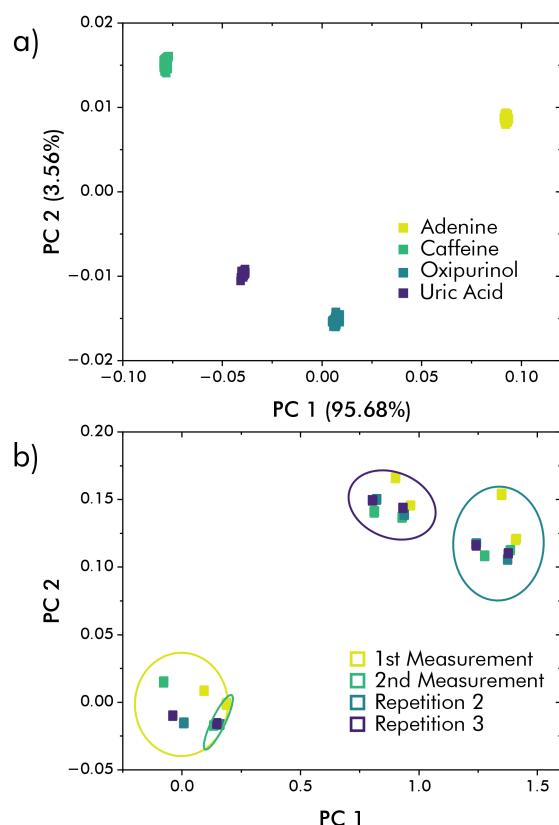 a)
0.02
0.01
0.00
−0.01
−0.02
PC 2 (3.56%)
Adenine
Caffeine
Oxipurinol
Uric Acid
−0.10 −0.05 0.00 0.05 0.10
PC 1 (95.68%)
b)
0.20
0.15
0.10
0.05
0.00
−0.05
PC 2
1st Measurement
2nd Measurement
Repetition 2
Repetition 3
0.0 0.5 1.0 1.5
PC 1